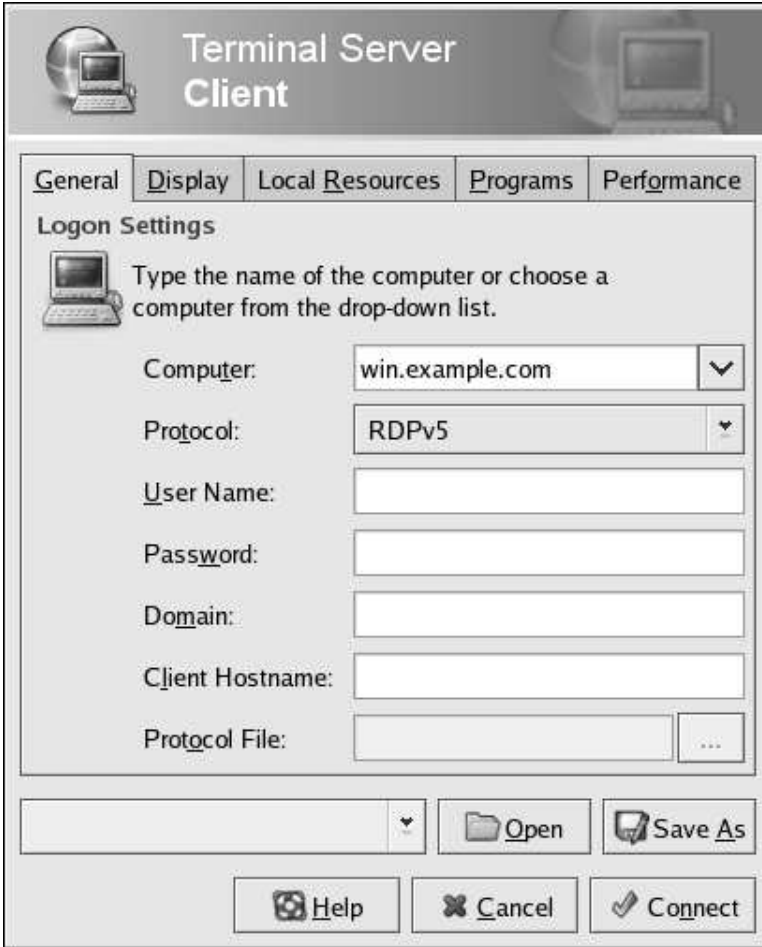 Terminal Server
Client
General Display Local Resources Programs Performance
Logon Settings
Type the name of the computer or choose a
computer from the drop-down list.
Computer: win.example.com
Protocol: RDPv5
User Name:
Password:
Domain:
Client Hostname:
Protocol File: ...
Open Save As
Help Cancel Connect